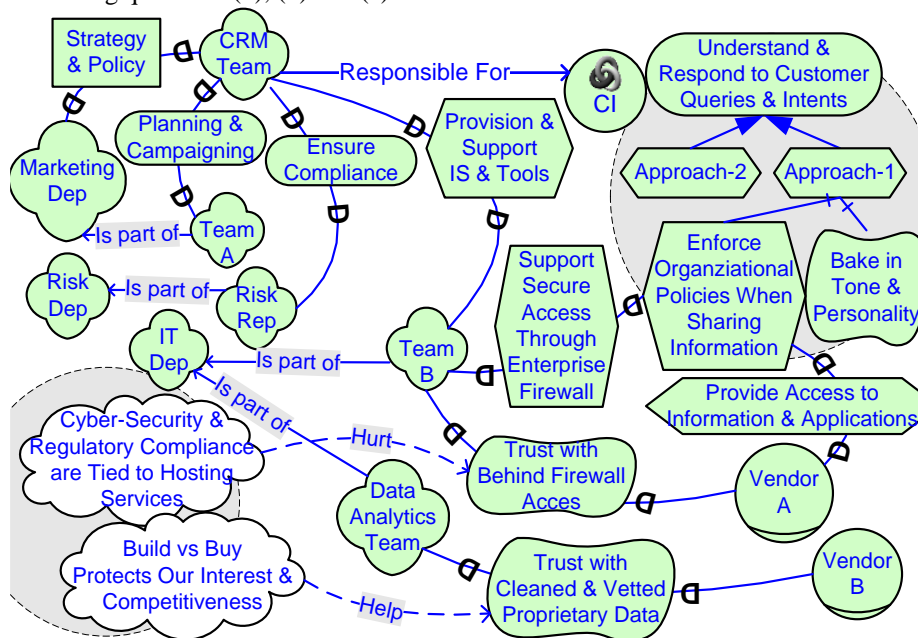 Strategy
& Policy
CRM
Team
Responsible For
CI
Understand &
Respond to Customer
Queries & Intents
Planning &
Campaigning
Ensure
Compliance
Provision &
Support
IS & Tools
Approach-2
Approach-1
Marketing
Dep
Is part of
Team
A
Risk
Dep
Is part of
Risk
Rep
Support
Secure
Access
Through
Enterprise
Firewall
Enforce
Organziational
Policies When
Sharing
Information
Bake in
Tone &
Personality
IT
Dep
Is part of
Team
B
Is part of
Provide Access to
Information & Applications
Cyber-Security &
Regulatory Compliance
are Tied to Hosting
Services
Hurt
Trust with
Behind Firewall
Acces
Vendor
A
Data
Analytics
Team
Build vs Buy
Protects Our Interest &
Competitiveness
Help
Trust with
Cleaned & Vetted
Proprietary Data
Vendor
B